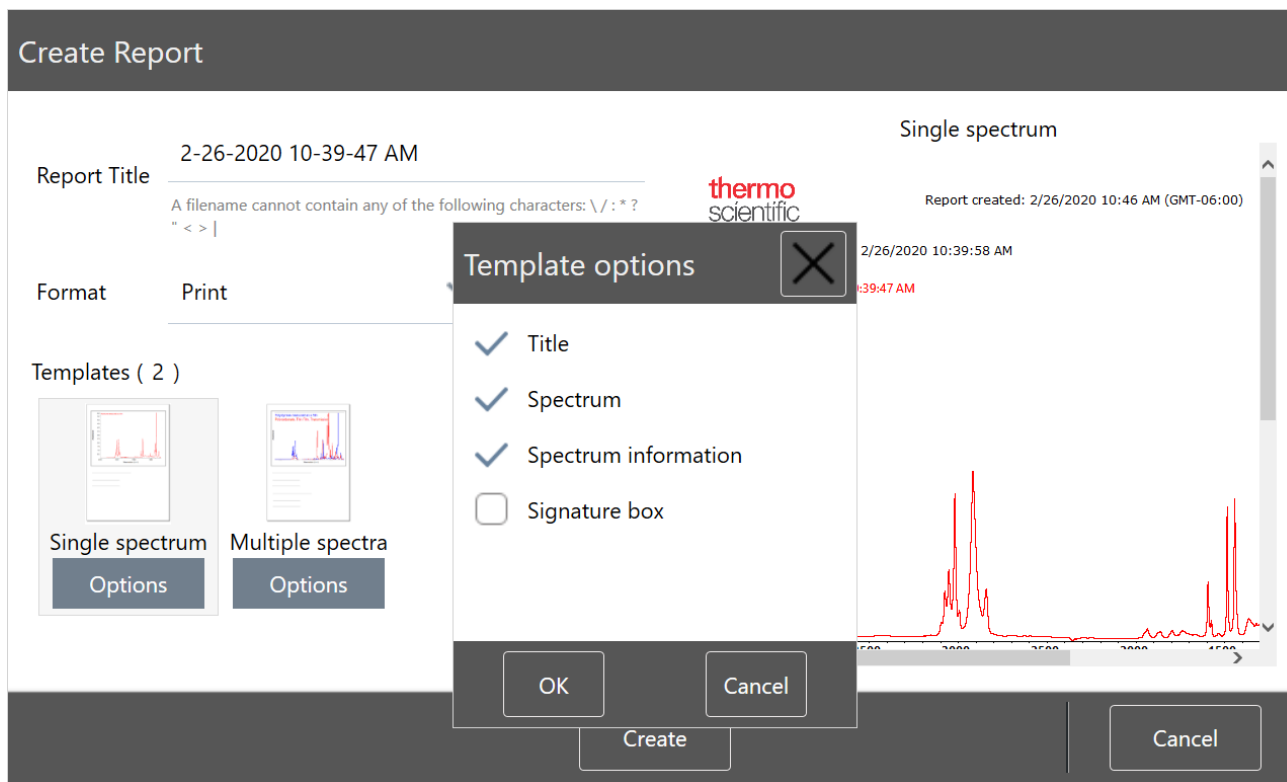 Create Report
Single spectrum
2-26-2020 10-39-47 AM
Report Title
A filename cannot contain any of the following characters: \ / : * ?
" < > |
thermo
scientific
Report created: 2/26/2020 10:46 AM (GMT-06:00)
2/26/2020 10:39:58 AM
:39:47 AM
Format
Print
Template options
Title
Spectrum
Spectrum information
Signature box
Templates ( 2 )
Single spectrum
Multiple spectra
Options
Options
OK
Cancel
Create
Cancel